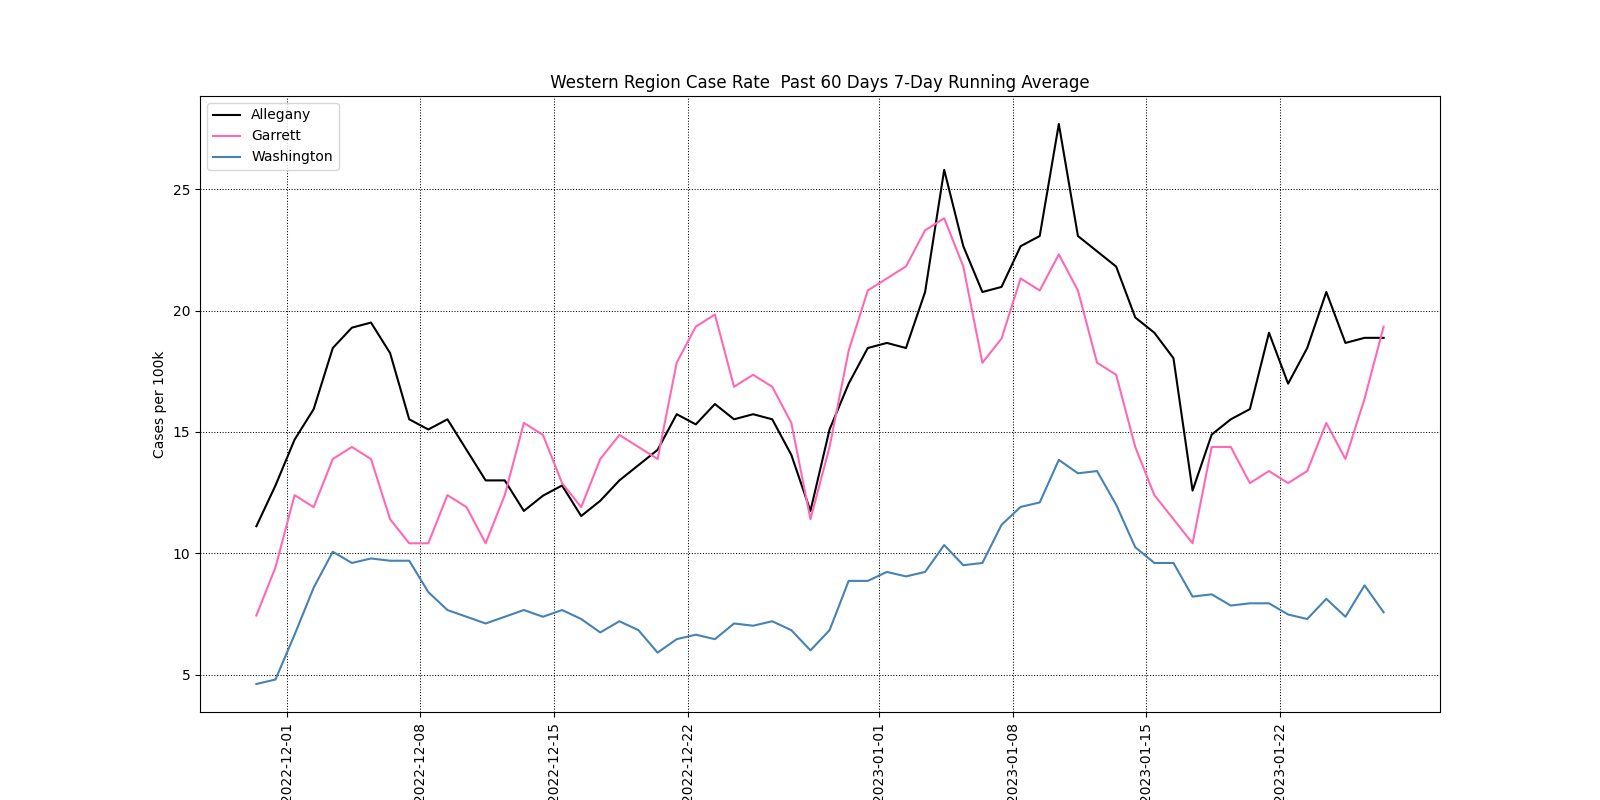 Western Region Case Rate  Past 60 Days 7-Day Running Average
Allegany
Garrett
Washington
25
20
15
10
5
Cases per 100k
2022-12-01
2022-12-08
2022-12-15
2022-12-22
2023-01-01
2023-01-08
2023-01-15
2023-01-22